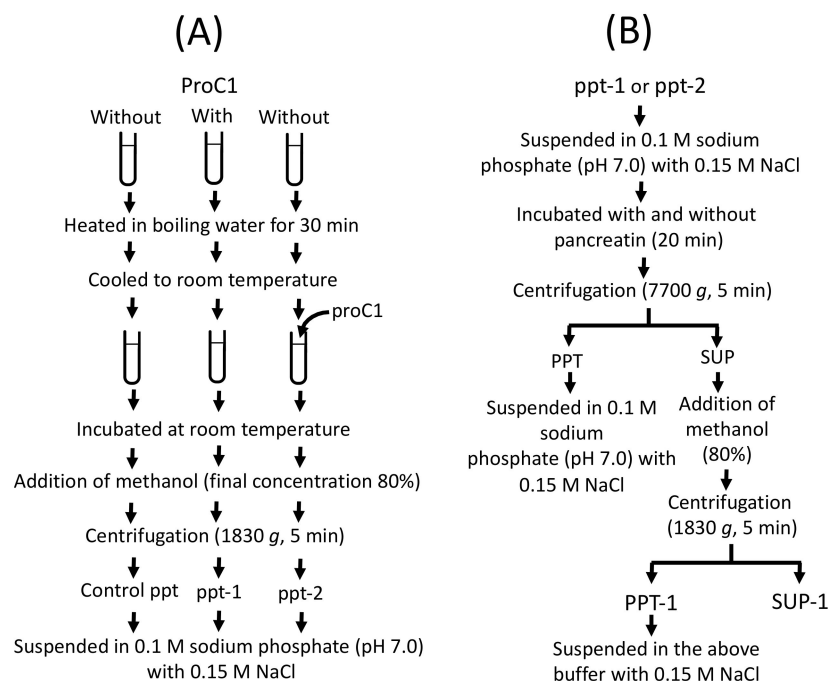 (A)
ProC1
Without With Without
Heated in boiling water for 30 min
Cooled to room temperature
proC1
Incubated at room temperature
Addition of methanol (final concentration 80%)
Centrifugation (1830 g, 5 min)
Control ppt ppt-1 ppt-2
Suspended in 0.1 M sodium phosphate (pH 7.0)
with 0.15 M NaCl
(B)
ppt-1 or ppt-2
Suspended in 0.1 M sodium
phosphate (pH 7.0) with 0.15 M NaCl
Incubated with and without
pancreatin (20 min)
Centrifugation (7700 g, 5 min)
PPT
Suspended in 0.1 M
sodium
phosphate (pH 7.0) with
0.15 M NaCl
SUP
Addition of
methanol
(80%)
Centrifugation
(1830 g, 5 min)
PPT-1 SUP-1
Suspended in the above
buffer with 0.15 M NaCl